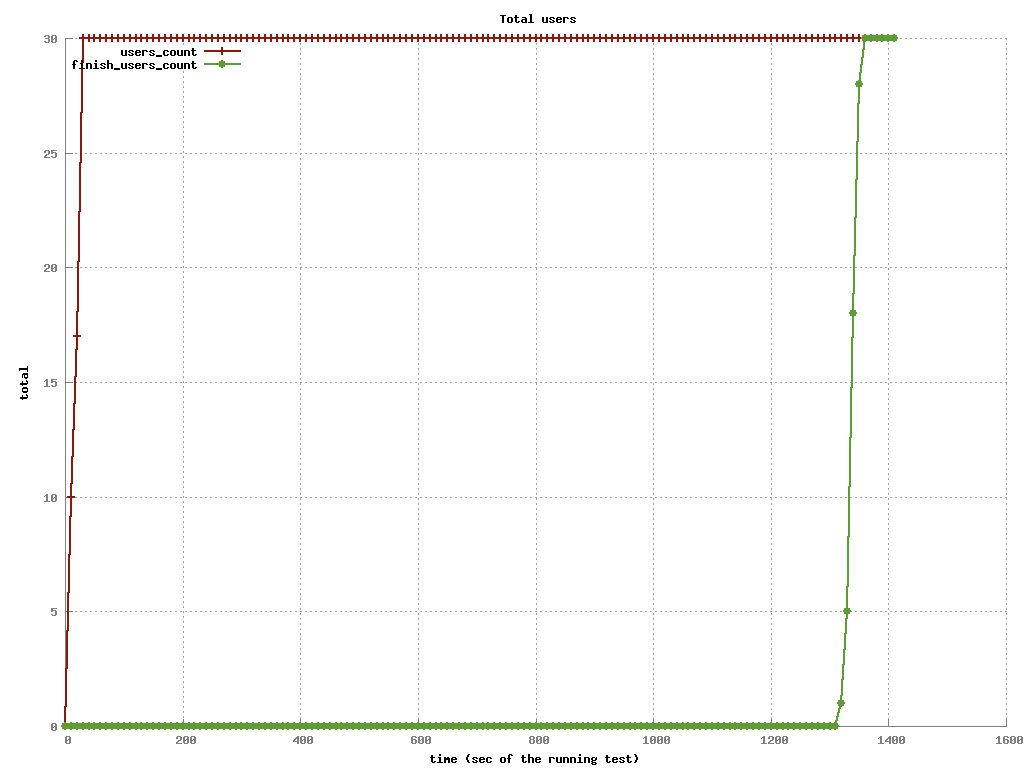 Total users
users_count
finish_users_count
30
25
20
15
10
5
0
total
0 200 400 600 800 1000 1200 1400 1600
time (sec of the running test)